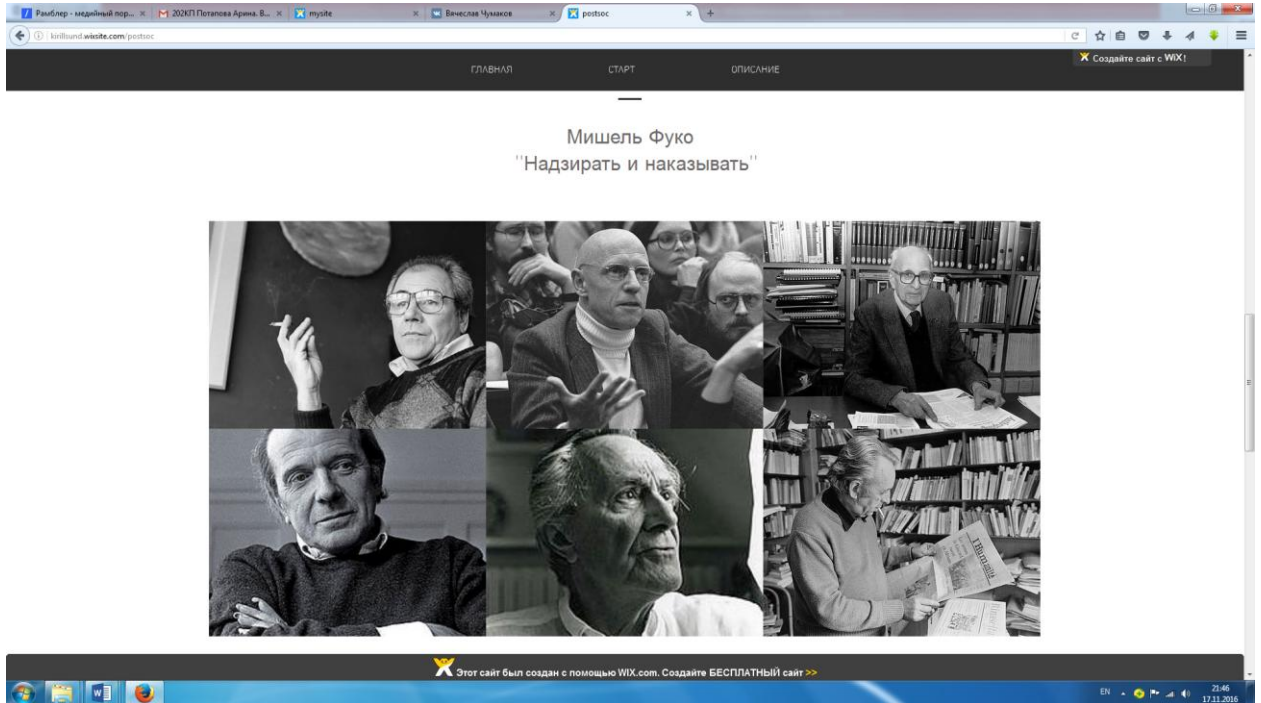 Рамблер - медийный пор...
202КП Потапова Арина. В...
mysite
Вячеслав Чумаков
postsoc
kirillsund.wixsite.com/postsoc
ГЛАВНАЯ
СТАРТ
ОПИСАНИЕ
Создайте сайт с WiX!
Мишель Фуко
"Надзирать и наказывать"
l'Humanité
Этот сайт был создан с помощью WIX.com. Создайте БЕСПЛАТНЫЙ сайт >>
EN
21:46
17.11.2016